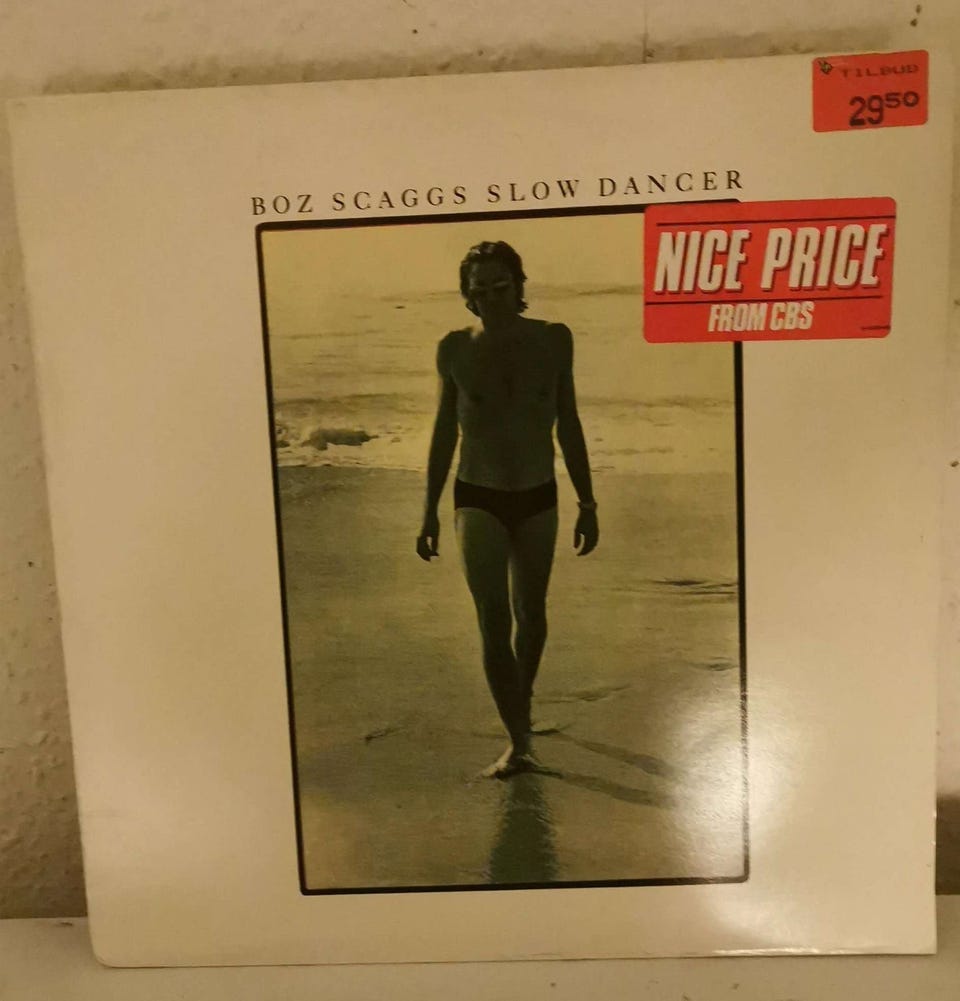 TILBUD
29⁵⁰
BOZ SCAGGS SLOW DANCER
NICE PRICE
FROM CBS